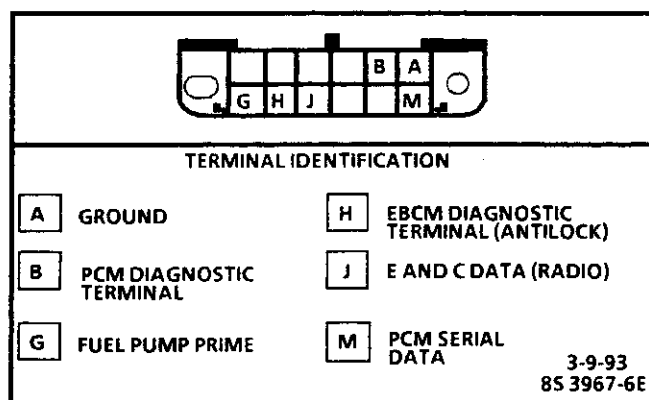 B A
G H J M
TERMINAL IDENTIFICATION
A GROUND
B PCM DIAGNOSTIC
TERMINAL
G FUEL PUMP PRIME
H EBCM DIAGNOSTIC
TERMINAL (ANTILOCK)
J E AND C DATA (RADIO)
M PCM SERIAL
DATA
3-9-93
8S 3967-6E